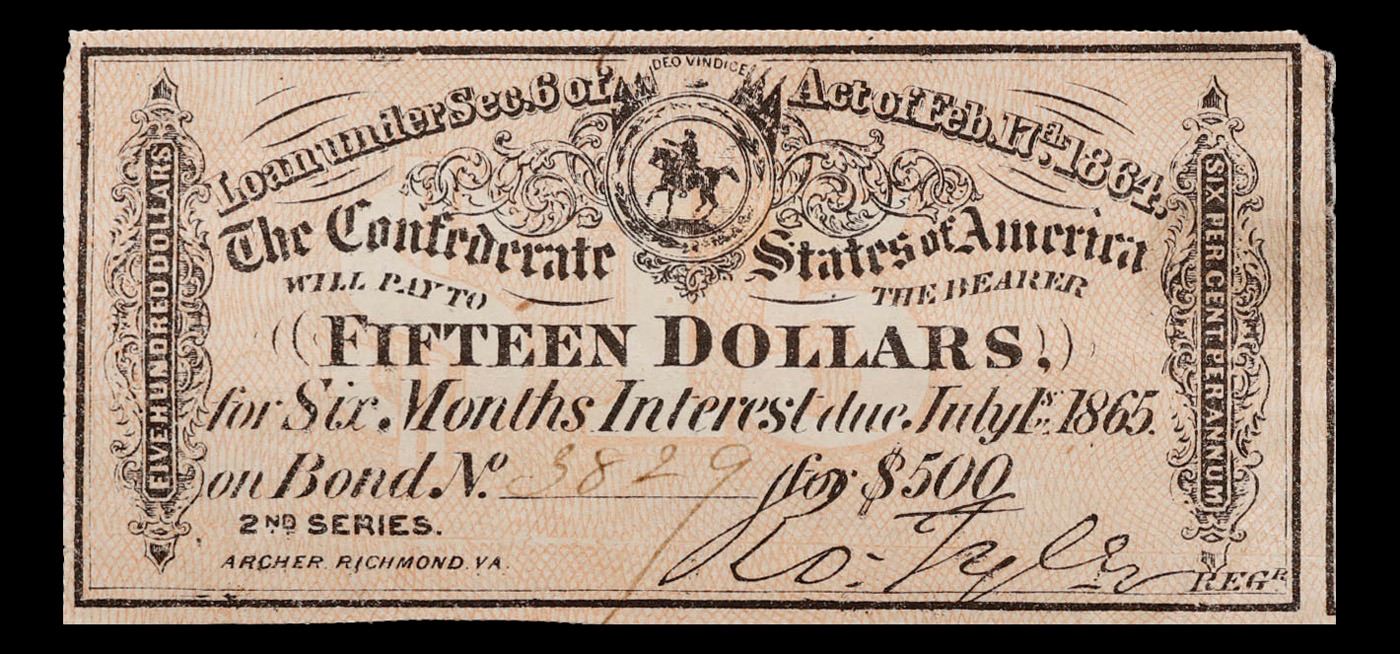 DEO VINDICE
Loan under Sec. 6 of Act of Feb. 17th 1864,
The Confederate States of America
WILL PAY TO THE BEARER
FIFTEEN DOLLARS,
for Six Months Interest due July 1st 1865.
on Bond No. 3829 for $500
2ND SERIES.
ARCHER. RICHMOND. VA.
Ro. Tyler REGR
FIVE HUNDRED DOLLARS
SIX PER CENT PER ANNUM